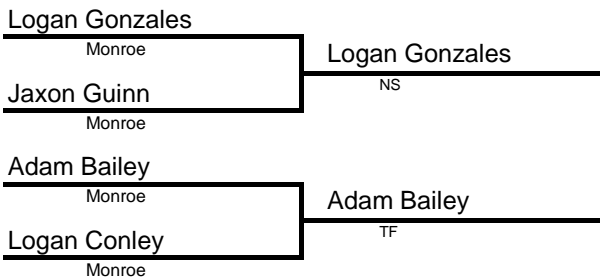 Logan Gonzales
Monroe
Logan Gonzales
NS
Jaxon Guinn
Monroe
Adam Bailey
Monroe
Adam Bailey
TF
Logan Conley
Monroe